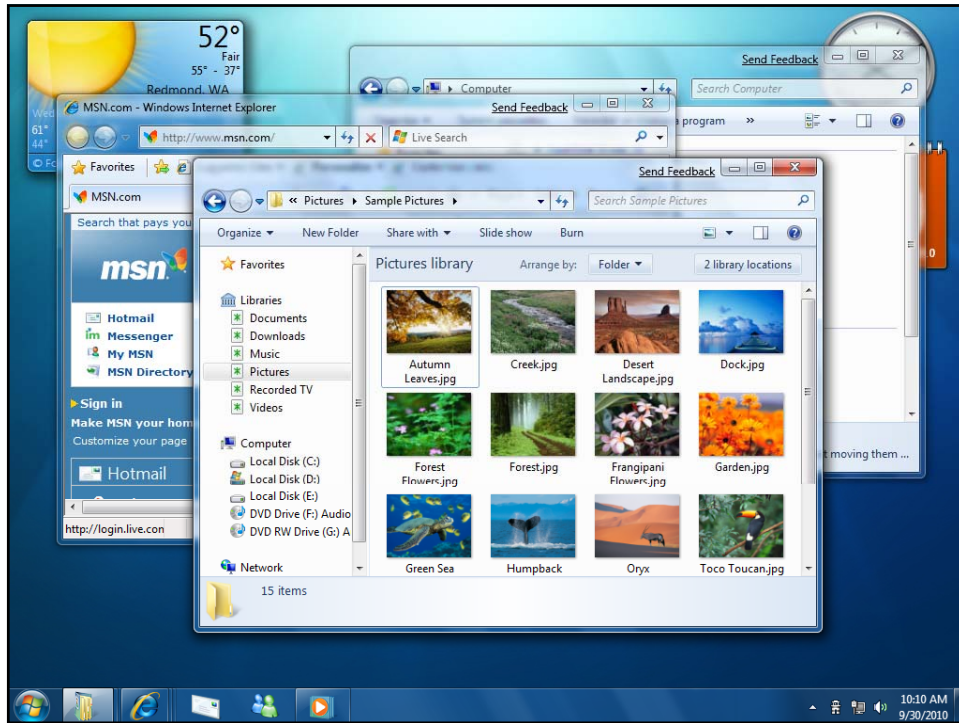 52°
Fair
55° - 37°
Redmond, WA
Wed
61°
44°
Send Feedback
Computer
Search Computer
a program »
t moving them ...
.0
MSN.com - Windows Internet Explorer
Send Feedback
http://www.msn.com/
Live Search
Favorites
MSN.com
Search that pays you
msn
Hotmail
Messenger
My MSN
MSN Directory
Sign in
Make MSN your hom
Customize your page
Hotmail
http://login.live.con
Send Feedback
« Pictures Sample Pictures
Search Sample Pictures
Organize New Folder Share with Slide show Burn
Favorites
Libraries
Documents
Downloads
Music
Pictures
Recorded TV
Videos
Computer
Local Disk (C:)
Local Disk (D:)
Local Disk (E:)
DVD Drive (F:) Audio
DVD RW Drive (G:) A
Network
Pictures library Arrange by: Folder 2 library locations
Autumn
Leaves.jpg
Creek.jpg
Desert
Landscape.jpg
Dock.jpg
Forest
Flowers.jpg
Forest.jpg
Frangipani
Flowers.jpg
Garden.jpg
Green Sea
Humpback
Oryx
Toco Toucan.jpg
15 items
10:10 AM
9/30/2010